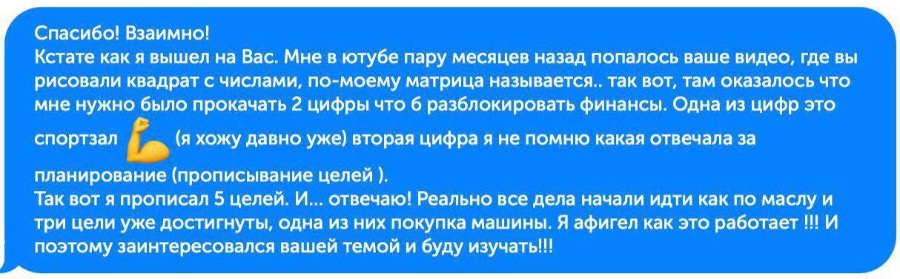 Спасибо! Взаимно!
Кстате как я вышел на Вас. Мне в ютубе пару месяцев назад попалось ваше видео, где вы
рисовали квадрат с числами, по-моему матрица называется.. так вот, там оказалось что
мне нужно было прокачать 2 цифры что б разблокировать финансы. Одна из цифр это
спортзал 💪 (я хожу давно уже) вторая цифра я не помню какая отвечала за
планирование (прописывание целей ).
Так вот я прописал 5 целей. И... отвечаю! Реально все дела начали идти как по маслу и
три цели уже достигнуты, одна из них покупка машины. Я афигел как это работает !!! И
поэтому заинтересовался вашей темой и буду изучать!!!